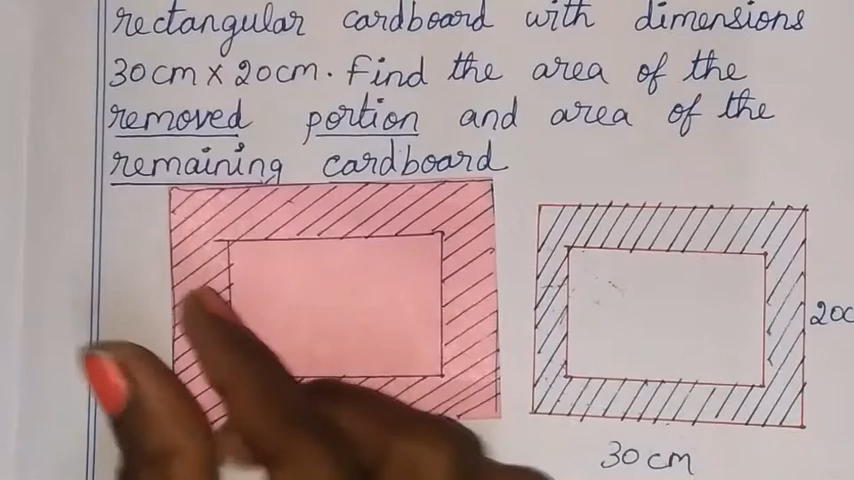 rectangular cardboard with dimensions
30cm x 20cm. Find the area of the
removed portion and area of the
remaining cardboard
20c
30 cm